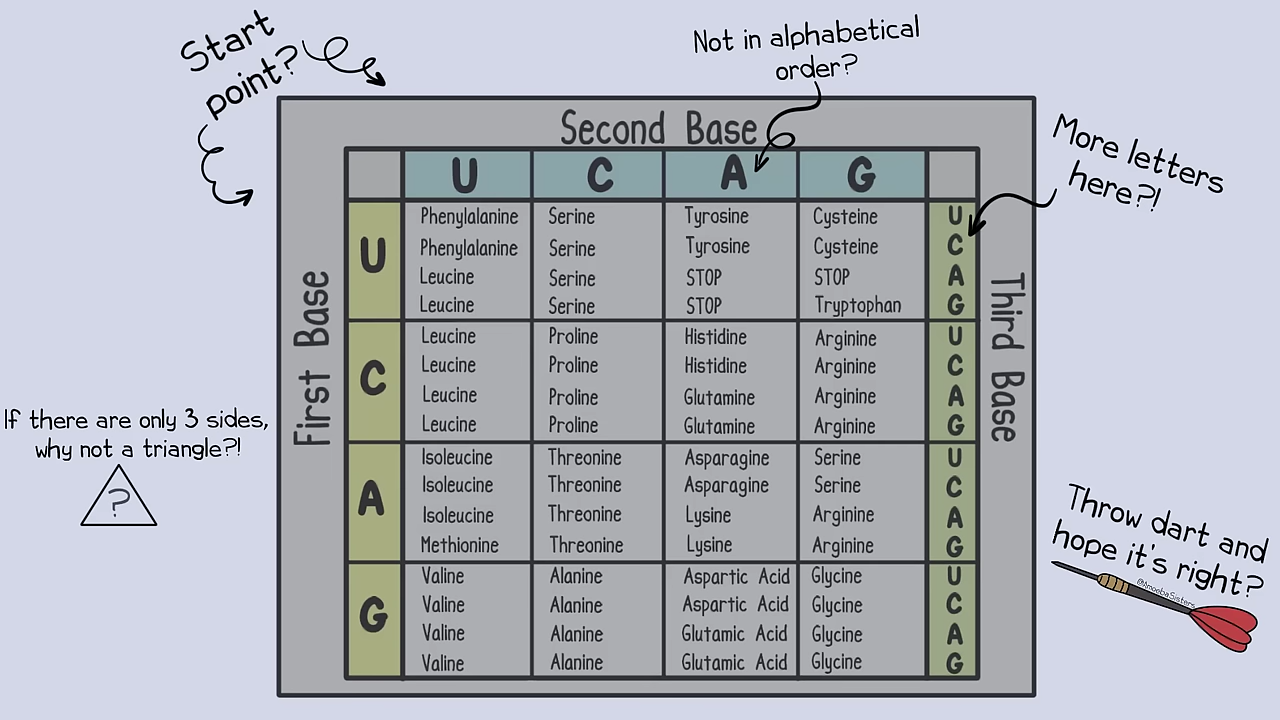 Start
point?
Not in alphabetical
order?
More letters
here?!
Second Base
U C A G
First Base
Third Base
U
Phenylalanine Serine Tyrosine Cysteine U
Phenylalanine Serine Tyrosine Cysteine C
Leucine Serine STOP STOP A
Leucine Serine STOP Tryptophan G
C
Leucine Proline Histidine Arginine U
Leucine Proline Histidine Arginine C
Leucine Proline Glutamine Arginine A
Leucine Proline Glutamine Arginine G
A
Isoleucine Threonine Asparagine Serine U
Isoleucine Threonine Asparagine Serine C
Isoleucine Threonine Lysine Arginine A
Methionine Threonine Lysine Arginine G
G
Valine Alanine Aspartic Acid Glycine U
Valine Alanine Aspartic Acid Glycine C
Valine Alanine Glutamic Acid Glycine A
Valine Alanine Glutamic Acid Glycine G
If there are only 3 sides,
why not a triangle?!
?
Throw dart and
hope it's right?
@AmoebaSisters